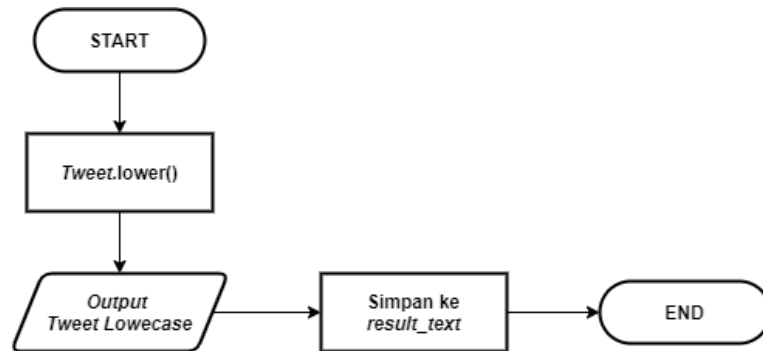 START
Tweet.lower()
Output
Tweet Lowecase
Simpan ke
result_text
END